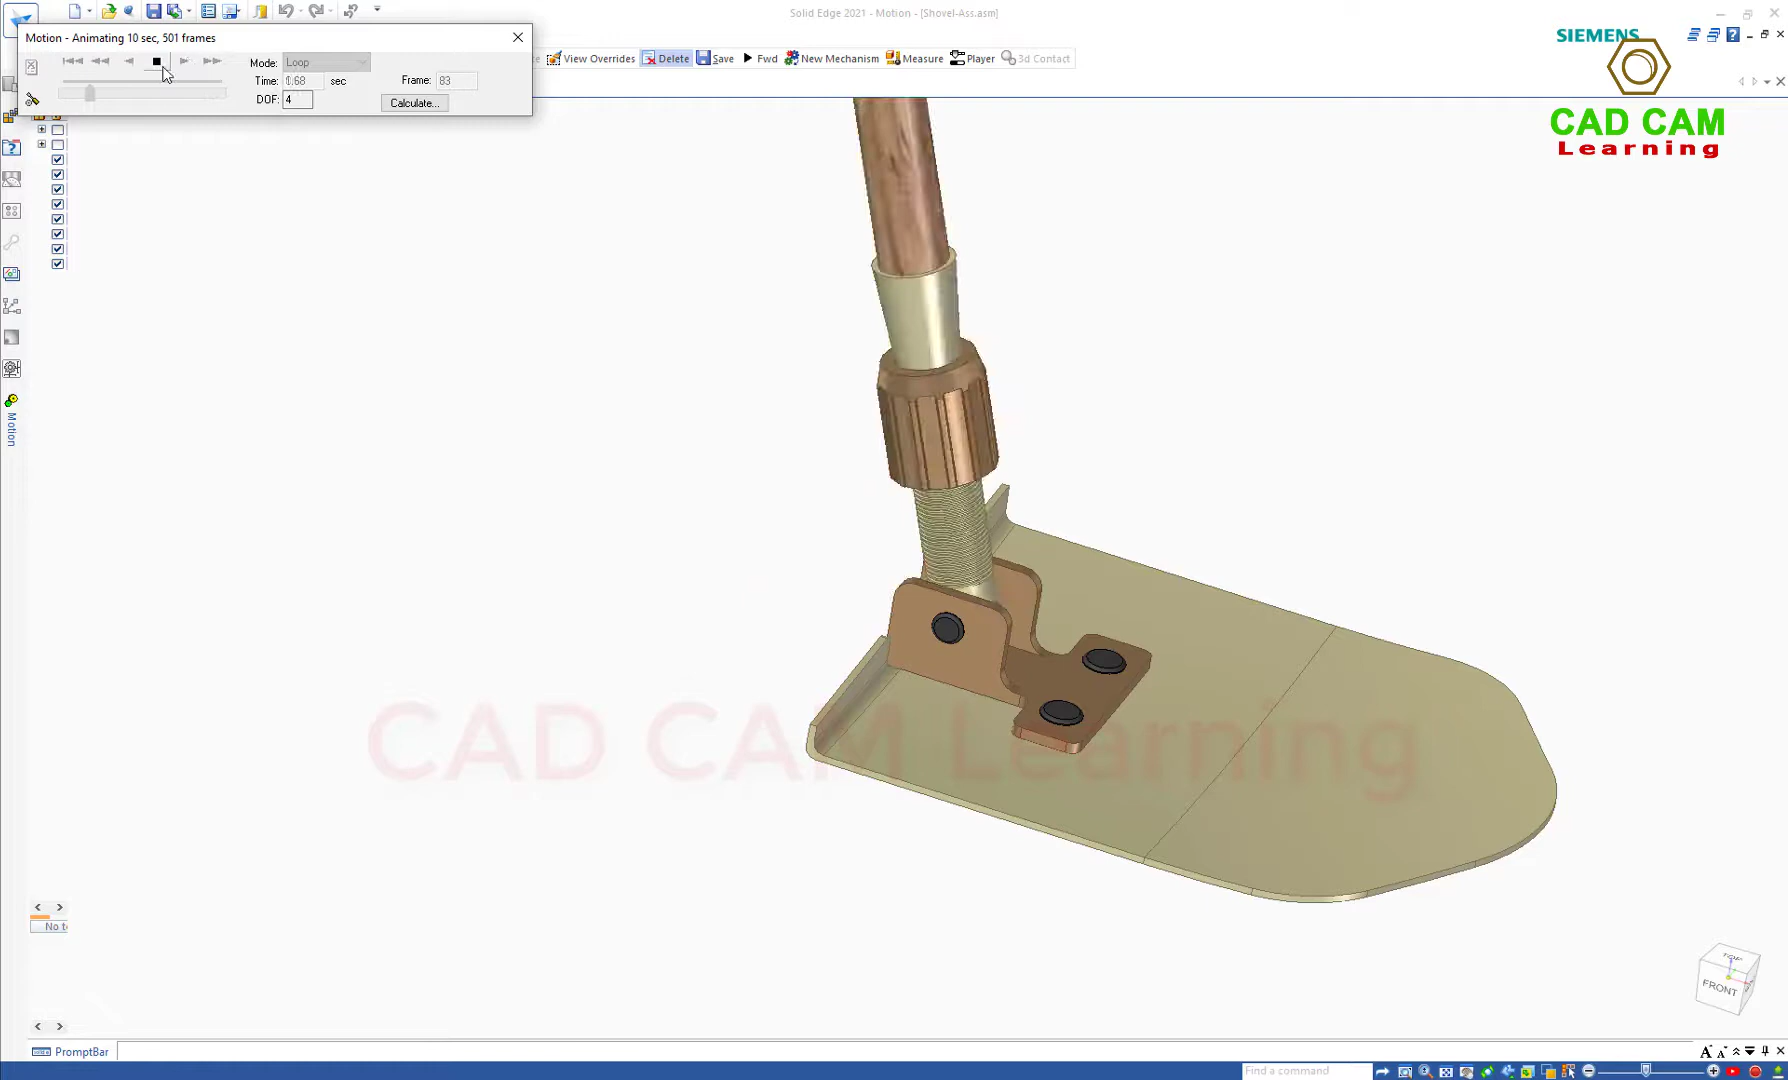 Solid Edge 2021 - Motion - [Shovel-Ass.asm]
Motion - Animating 10 sec, 501 frames
SIEMENS
Mode: Loop
View Overrides Delete Save Fwd New Mechanism Measure Player 3d Contact
Time: 1.68 sec Frame: 83
DOF: 4 Calculate...
CAD CAM
Learning
Motion
CAD CAM Learning
No t
TOP
FRONT
PromptBar
Find a command